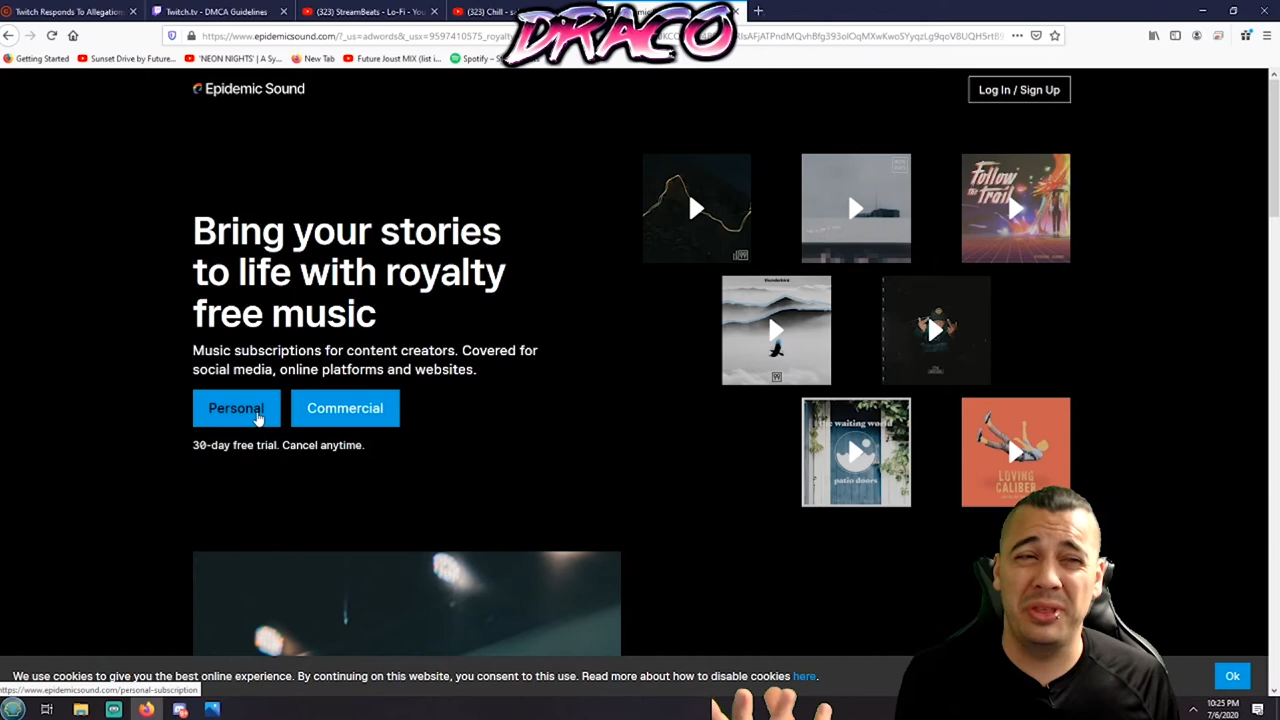 Twitch Responds To Allegation
Twitch.tv - DMCA Guidelines
(323) StreamBeats - Lo-Fi - You
(323) Chill - s
DRACO
https://www.epidemicsound.com/?_us=adwords&_usx=9597410575_royalty
Getting Started
Sunset Drive by Future...
'NEON NIGHTS' | A Sy...
New Tab
Future Joust MIX (list i...
Spotify
Epidemic Sound
Log In / Sign Up
Bring your stories
to life with royalty
free music
Music subscriptions for content creators. Covered for
social media, online platforms and websites.
Personal
Commercial
30-day free trial. Cancel anytime.
Follow
the trail
thunderbird
the waiting world
patio doors
LOVING
CALIBER
We use cookies to give you the best online experience. By continuing on this website, you consent to this use. Read more about how to disable cookies here.
Ok
https://www.epidemicsound.com/personal-subscription
10:25 PM
7/6/2020